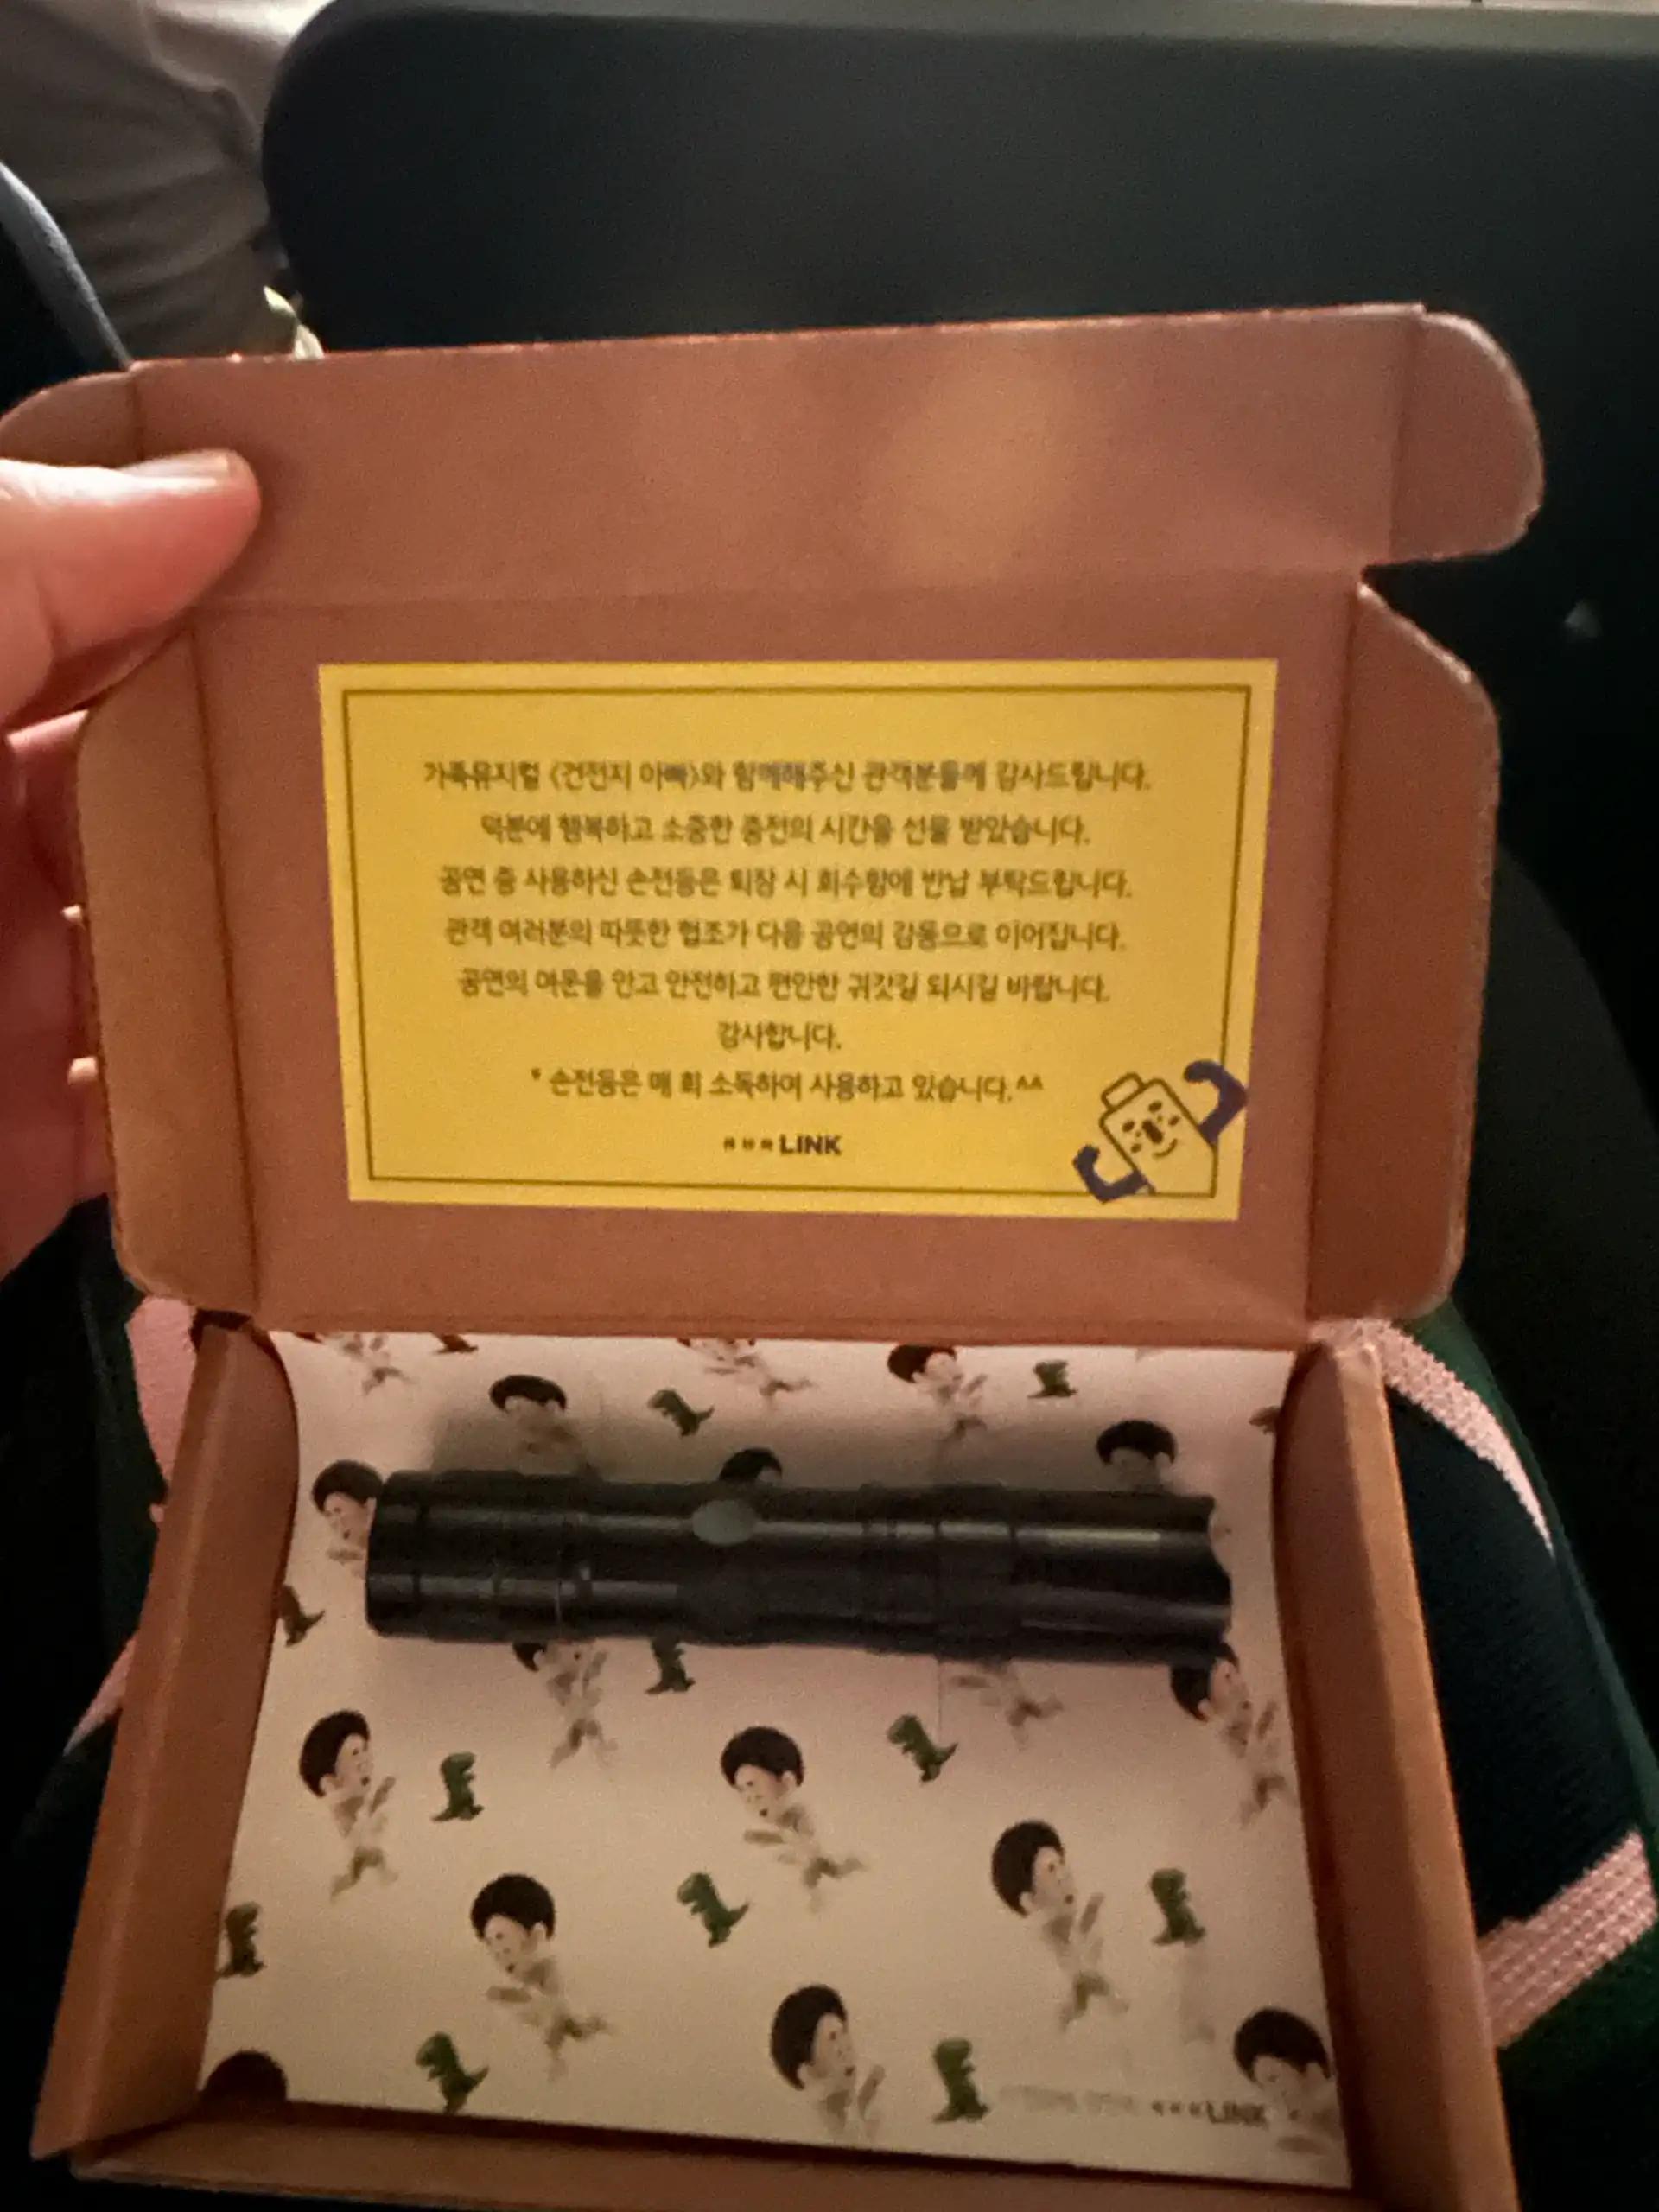 가족뮤지컬 <건전지 아빠>와 함께해주신 관객분들께 감사드립니다.
덕분에 행복하고 소중한 충전의 시간을 선물 받았습니다.
공연 중 사용하신 손전등은 퇴장 시 회수함에 반납 부탁드립니다.
관객 여러분의 따뜻한 협조가 다음 공연의 감동으로 이어집니다.
공연의 여운을 안고 안전하고 편안한 귀갓길 되시길 바랍니다.
감사합니다.
* 손전등은 매 회 소독하여 사용하고 있습니다.^^
LINK
LINK